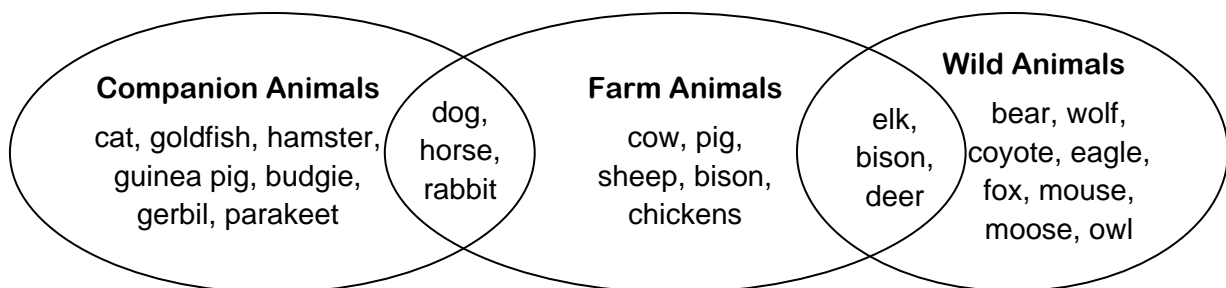 Companion Animals
cat, goldfish, hamster,
guinea pig, budgie,
gerbil, parakeet
dog,
horse,
rabbit
Farm Animals
cow, pig,
sheep, bison,
chickens
elk,
bison,
deer
Wild Animals
bear, wolf,
coyote, eagle,
fox, mouse,
moose, owl